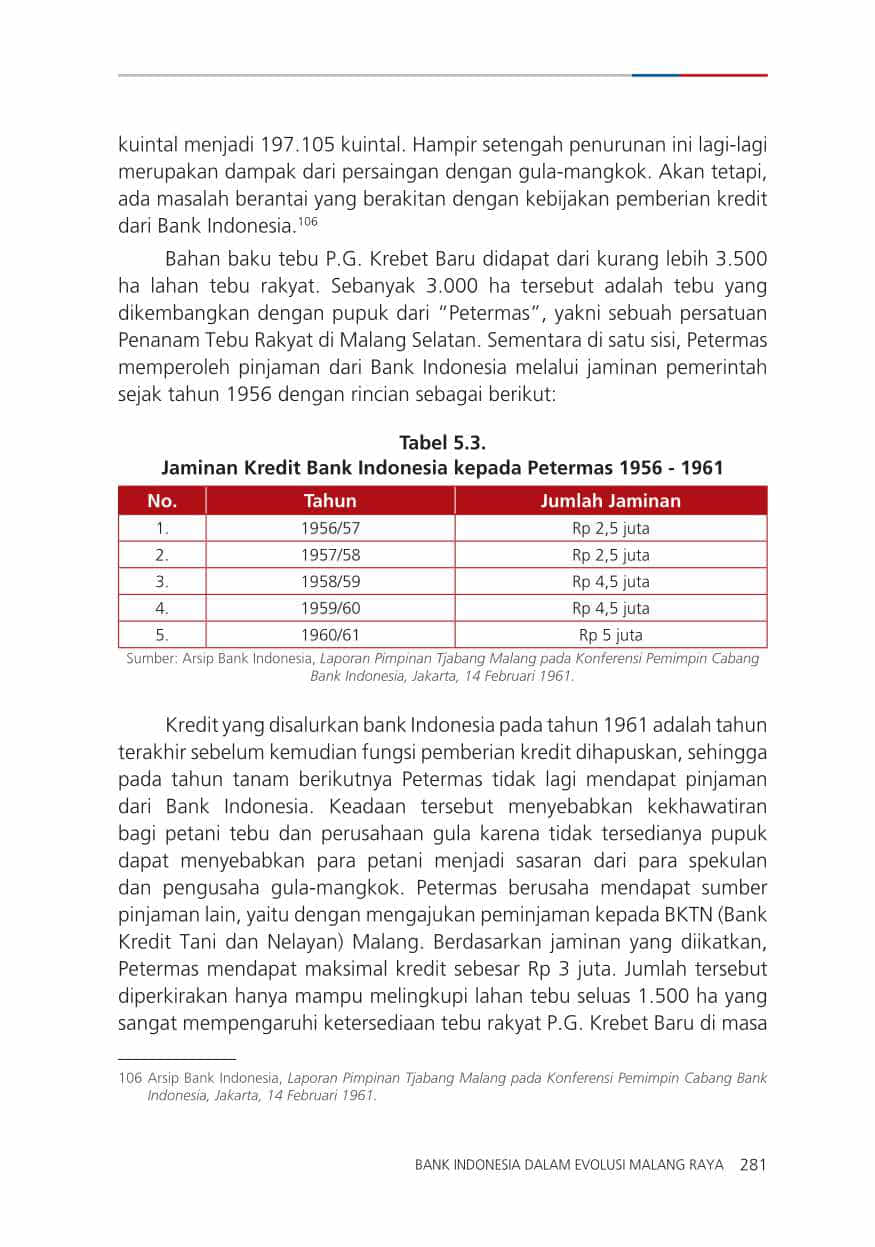 kuintal menjadi 197.105 kuintal. Hampir setengah penurunan ini lagi-lagi
merupakan dampak dari persaingan dengan gula-mangkok. Akan tetapi,
ada masalah berantai yang berakitan dengan kebijakan pemberian kredit
dari Bank Indonesia.106
Bahan baku tebu P.G. Krebet Baru didapat dari kurang lebih 3.500
ha lahan tebu rakyat. Sebanyak 3.000 ha tersebut adalah tebu yang
dikembangkan dengan pupuk dari “Petermas”, yakni sebuah persatuan
Penanam Tebu Rakyat di Malang Selatan. Sementara di satu sisi, Petermas
memperoleh pinjaman dari Bank Indonesia melalui jaminan pemerintah
sejak tahun 1956 dengan rincian sebagai berikut:
Tabel 5.3.
Jaminan Kredit Bank Indonesia kepada Petermas 1956 - 1961
No. Tahun Jumlah Jaminan
1. 1956/57 Rp 2,5 juta
2. 1957/58 Rp 2,5 juta
3. 1958/59 Rp 4,5 juta
4. 1959/60 Rp 4,5 juta
5. 1960/61 Rp 5 juta
Sumber: Arsip Bank Indonesia, Laporan Pimpinan Tjabang Malang pada Konferensi Pemimpin Cabang
Bank Indonesia, Jakarta, 14 Februari 1961.
Kredit yang disalurkan bank Indonesia pada tahun 1961 adalah tahun
terakhir sebelum kemudian fungsi pemberian kredit dihapuskan, sehingga
pada tahun tanam berikutnya Petermas tidak lagi mendapat pinjaman
dari Bank Indonesia. Keadaan tersebut menyebabkan kekhawatiran
bagi petani tebu dan perusahaan gula karena tidak tersedianya pupuk
dapat menyebabkan para petani menjadi sasaran dari para spekulan
dan pengusaha gula-mangkok. Petermas berusaha mendapat sumber
pinjaman lain, yaitu dengan mengajukan peminjaman kepada BKTN (Bank
Kredit Tani dan Nelayan) Malang. Berdasarkan jaminan yang diikatkan,
Petermas mendapat maksimal kredit sebesar Rp 3 juta. Jumlah tersebut
diperkirakan hanya mampu melingkupi lahan tebu seluas 1.500 ha yang
sangat mempengaruhi ketersediaan tebu rakyat P.G. Krebet Baru di masa
106 Arsip Bank Indonesia, Laporan Pimpinan Tjabang Malang pada Konferensi Pemimpin Cabang Bank
Indonesia, Jakarta, 14 Februari 1961.
BANK INDONESIA DALAM EVOLUSI MALANG RAYA 281